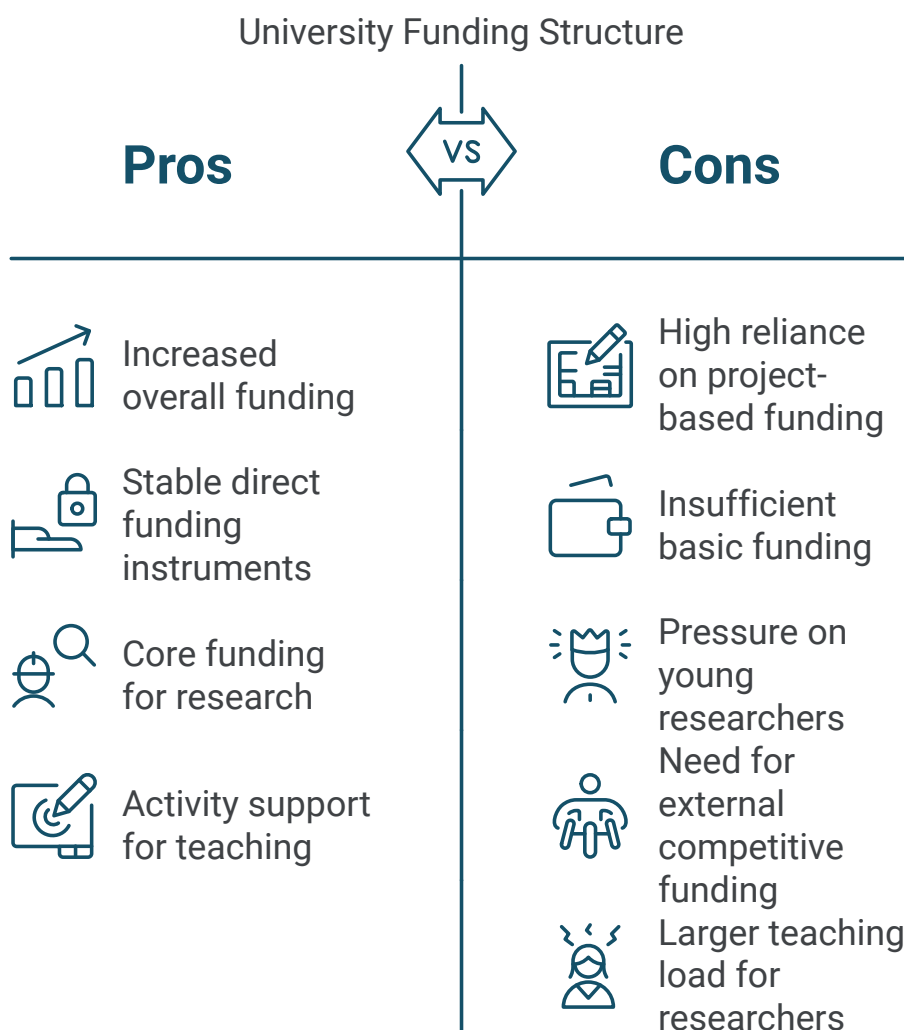 University Funding Structure
VS
Pros
Cons
Increased
overall funding
Stable direct
funding
instruments
Core funding
for research
Activity support
for teaching
High reliance
on project-
based funding
Insufficient
basic funding
Pressure on
young
researchers
Need for
external
competitive
funding
Larger teaching
load for
researchers